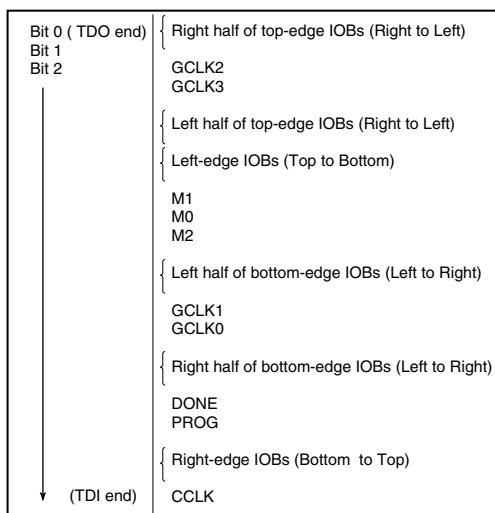 Bit 0 ( TDO end)
Bit 1
Bit 2
Right half of top-edge IOBs (Right to Left)
GCLK2
GCLK3
Left half of top-edge IOBs (Right to Left)
Left-edge IOBs (Top to Bottom)
M1
M0
M2
Left half of bottom-edge IOBs (Left to Right)
GCLK1
GCLK0
Right half of bottom-edge IOBs (Left to Right)
DONE
PROG
Right-edge IOBs (Bottom to Top)
(TDI end)
CCLK